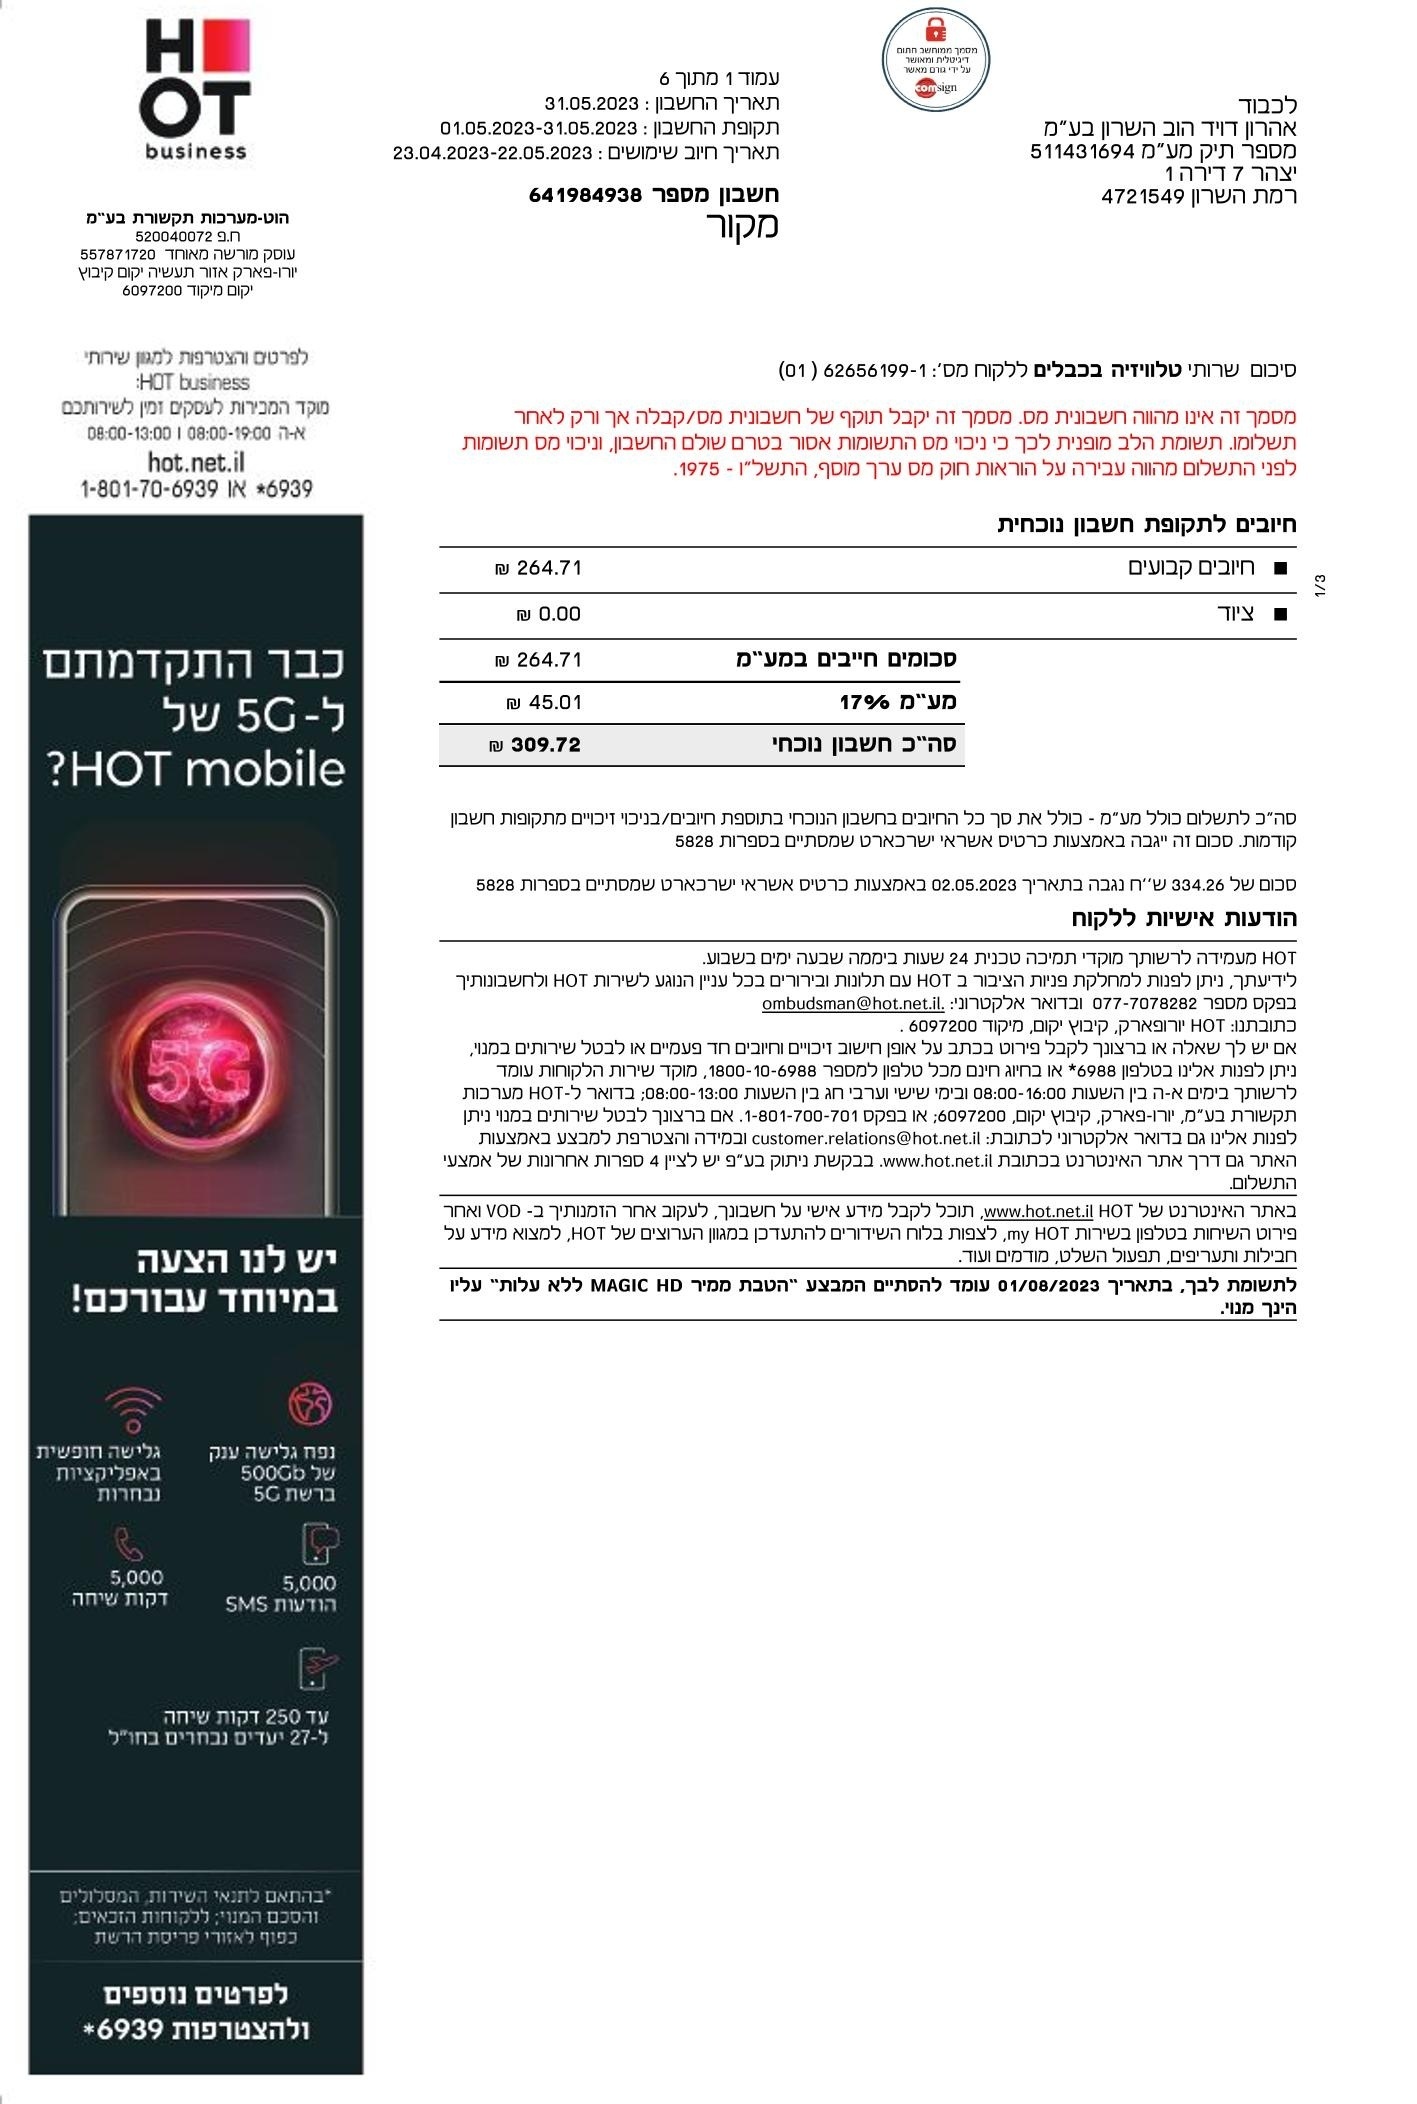 מסמך ממוחשב חתום
דיגיטלית ומאושר
על ידי גורם מאשר
comsign
לכבוד
אהרון דויד הוב השרון בע"מ
מספר תיק מע"מ 511431694
יצהר 7 דירה 1
רמת השרון 4721549
עמוד 1 מתוך 6
תאריך החשבון : 31.05.2023
תקופת החשבון : 01.05.2023-31.05.2023
תאריך חיוב שימושים : 23.04.2023-22.05.2023
חשבון מספר 641984938
מקור
HOT
business
הוט-מערכות תקשורת בע"מ
ח.פ 520040072
עוסק מורשה מאוחד 557871720
יורו-פארק אזור תעשיה יקום קיבוץ
יקום מיקוד 6097200
לפרטים והצטרפות למגוון שירותי
HOT business:
מוקד המכירות לעסקים זמין לשירותכם
א-ה 08:00-19:00 ו 08:00-13:00
hot.net.il
6939* או 1-801-70-6939
סיכום שרותי טלוויזיה בכבלים ללקוח מס': 62656199-1 (01)
מסמך זה אינו מהווה חשבונית מס. מסמך זה יקבל תוקף של חשבונית מס/קבלה אך ורק לאחר
תשלומו. תשומת הלב מופנית לכך כי ניכוי מס התשומות אסור בטרם שולם החשבון, וניכוי מס תשומות
לפני התשלום מהווה עבירה על הוראות חוק מס ערך מוסף, התשל"ו - 1975.
חיובים לתקופת חשבון נוכחית
■ חיובים קבועים 264.71 ₪
1/3
■ ציוד 0.00 ₪
סכומים חייבים במע"מ 264.71 ₪
מע"מ 17% 45.01 ₪
סה"כ חשבון נוכחי 309.72 ₪
סה"כ לתשלום כולל מע"מ - כולל את סך כל החיובים בחשבון הנוכחי בתוספת חיובים/בניכוי זיכויים מתקופות חשבון
קודמות. סכום זה ייגבה באמצעות כרטיס אשראי ישרכארט שמסתיים בספרות 5828
סכום של 334.26 ש''ח נגבה בתאריך 02.05.2023 באמצעות כרטיס אשראי ישרכארט שמסתיים בספרות 5828
הודעות אישיות ללקוח
HOT מעמידה לרשותך מוקדי תמיכה טכנית 24 שעות ביממה שבעה ימים בשבוע.
לידיעתך, ניתן לפנות למחלקת פניות הציבור ב HOT עם תלונות ובירורים בכל עניין הנוגע לשירות HOT ולחשבונותיך
בפקס מספר 077-7078282 ובדואר אלקטרוני: ombudsman@hot.net.il.
כתובתנו: HOT יורופארק, קיבוץ יקום, מיקוד 6097200 .
אם יש לך שאלה או ברצונך לקבל פירוט בכתב על אופן חישוב זיכויים וחיובים חד פעמיים או לבטל שירותים במנוי,
ניתן לפנות אלינו בטלפון 6988* או בחיוג חינם מכל טלפון למספר 1800-10-6988, מוקד שירות הלקוחות עומד
לרשותך בימים א-ה בין השעות 08:00-16:00 ובימי שישי וערבי חג בין השעות 08:00-13:00; בדואר ל-HOT מערכות
תקשורת בע"מ, יורו-פארק, קיבוץ יקום, 6097200; או בפקס 1-801-700-701. אם ברצונך לבטל שירותים במנוי ניתן
לפנות אלינו גם בדואר אלקטרוני לכתובת: customer.relations@hot.net.il ובמידה והצטרפת למבצע באמצעות
האתר גם דרך אתר האינטרנט בכתובת www.hot.net.il. בבקשת ניתוק בע"פ יש לציין 4 ספרות אחרונות של אמצעי
התשלום.
באתר האינטרנט של www.hot.net.il HOT, תוכל לקבל מידע אישי על חשבונך, לעקוב אחר הזמנותיך ב- VOD ואחר
פירוט השיחות בטלפון בשירות my HOT, לצפות בלוח השידורים להתעדכן במגוון הערוצים של HOT, למצוא מידע על
חבילות ותעריפים, תפעול השלט, מודמים ועוד.
לתשומת לבך, בתאריך 01/08/2023 עומד להסתיים המבצע "הטבת ממיר MAGIC HD ללא עלות" עליו
הינך מנוי.
כבר התקדמתם
ל-5G של
HOT mobile?
5G
יש לנו הצעה
במיוחד עבורכם!
נפח גלישה ענק
של 500Gb
ברשת 5G
גלישה חופשית
באפליקציות
נבחרות
5,000
הודעות SMS
5,000
דקות שיחה
עד 250 דקות שיחה
ל-27 יעדים נבחרים בחו"ל
*בהתאם לתנאי השירות, המסלולים
והסכם המנוי; ללקוחות הזכאים;
כפוף לאזורי פריסת הרשת
לפרטים נוספים
ולהצטרפות 6939*